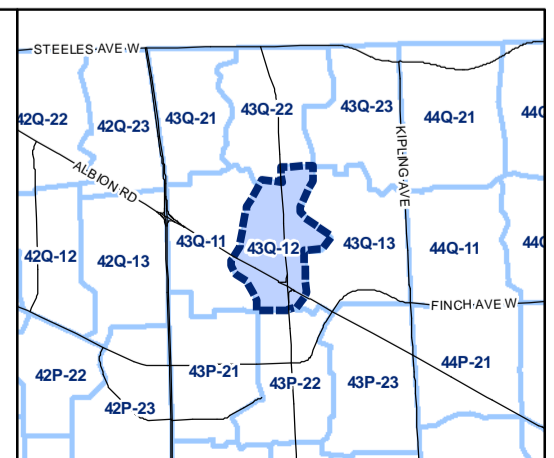 STEELES AVE W
42Q-22
42Q-23
43Q-21
43Q-22
43Q-23
44Q-21
ALBION RD
KIPLING AVE
42Q-12
42Q-13
43Q-11
43Q-12
43Q-13
44Q-11
FINCH AVE W
42P-22
42P-23
43P-21
43P-22
43P-23
44P-21